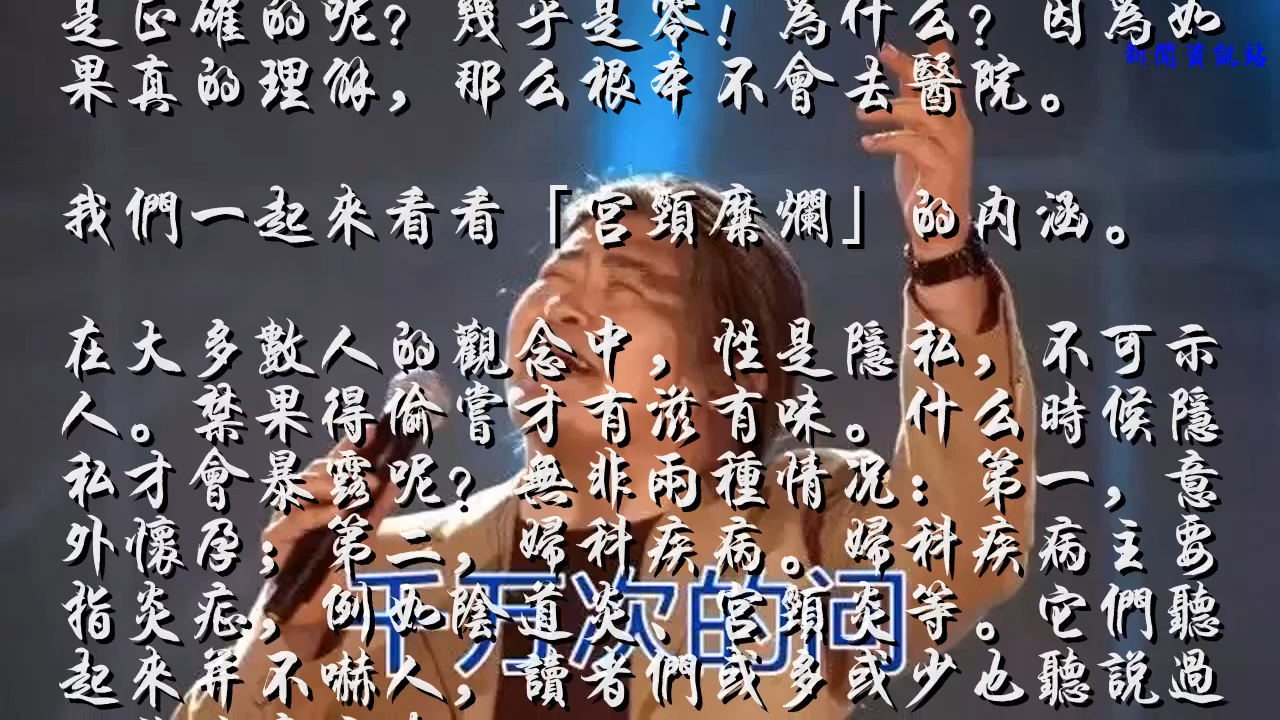 是正確的呢？幾乎是零！為什么？因為如
新聞資訊站
果真的理解，那么根本不會去醫院。
我們一起來看看「宮頸糜爛」的內涵。
在大多數人的觀念中，性是隱私，不可示
人。禁果得偷嘗才有滋有味。什么時候隱
私才會暴露呢？無非兩種情況：第一，意
外懷孕；第二，婦科疾病。婦科疾病主要
指炎症，例如陰道炎、宮頸炎等。它們聽
千万次的问
起來并不嚇人，讀者們或多或少也聽說過